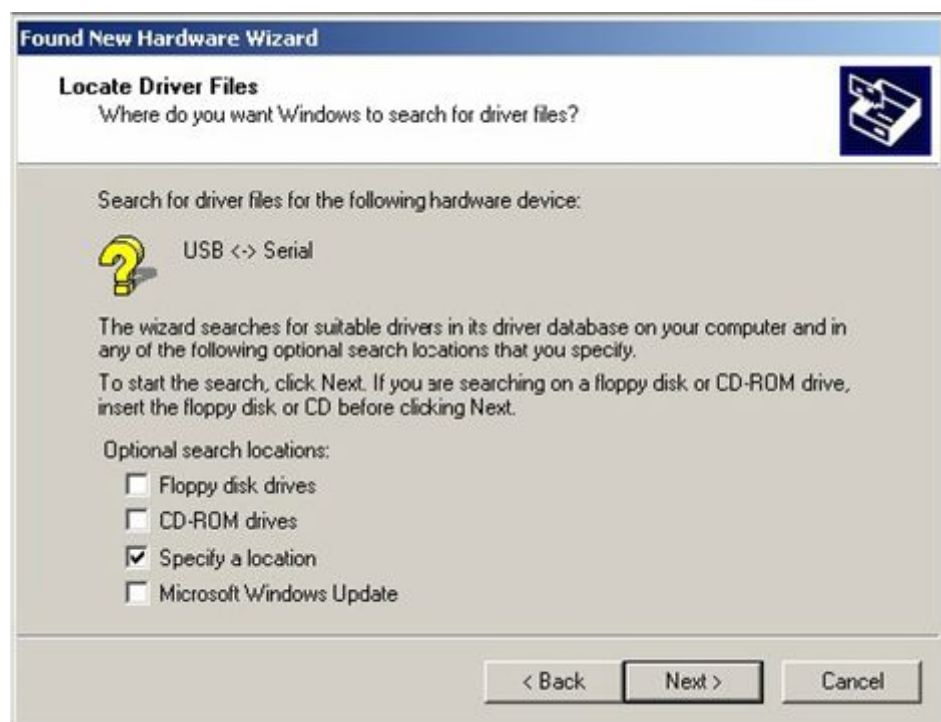 Found New Hardware Wizard
Locate Driver Files
Where do you want Windows to search for driver files?
Search for driver files for the following hardware device:
USB <-> Serial
The wizard searches for suitable drivers in its driver database on your computer and in
any of the following optional search locations that you specify.
To start the search, click Next. If you are searching on a floppy disk or CD-ROM drive,
insert the floppy disk or CD before clicking Next.
Optional search locations:
Floppy disk drives
CD-ROM drives
Specify a location
Microsoft Windows Update
< Back Next > Cancel